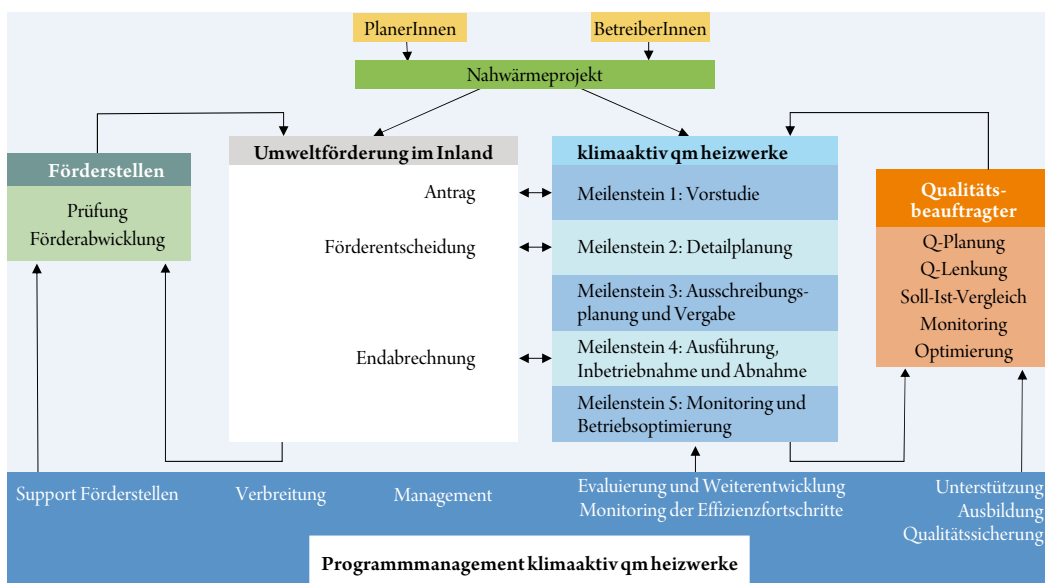 PlanerInnen
BetreiberInnen
Nahwärmeprojekt
Förderstellen
Prüfung
Förderabwicklung
Umweltförderung im Inland
Antrag
Förderentscheidung
Endabrechnung
klimaaktiv qm heizwerke
Meilenstein 1: Vorstudie
Meilenstein 2: Detailplanung
Meilenstein 3: Ausschreibungs-
planung und Vergabe
Meilenstein 4: Ausführung,
Inbetriebnahme und Abnahme
Meilenstein 5: Monitoring und
Betriebsoptimierung
Qualitäts-
beauftragter
Q-Planung
Q-Lenkung
Soll-Ist-Vergleich
Monitoring
Optimierung
Support Förderstellen
Verbreitung
Management
Evaluierung und Weiterentwicklung
Monitoring der Effizienzfortschritte
Unterstützung
Ausbildung
Qualitätssicherung
Programmmanagement klimaaktiv qm heizwerke